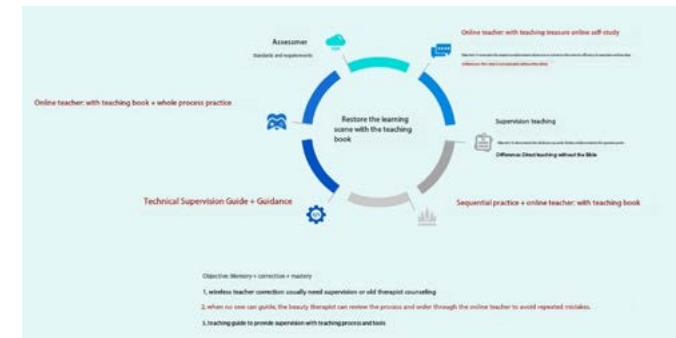 Assessmer
Standards and requirements
Online teacher: with teaching treasure online self-study
Online teacher: with teaching book + whole process practice
Restore the learning
scene with the teaching
book
Supervision teaching
Difference: Direct teaching without the Bible
Technical Supervision Guide + Guidance
Sequential practice + online teacher: with teaching book
Objective: Memory + correction + mastery
1, wireless teacher correction: usually need supervision or old therapist counseling
2, when no one can guide, the beauty therapist can review the process and order through the online teacher to avoid repeated mistakes.
3, teaching guide to provide supervision with teaching process and tools